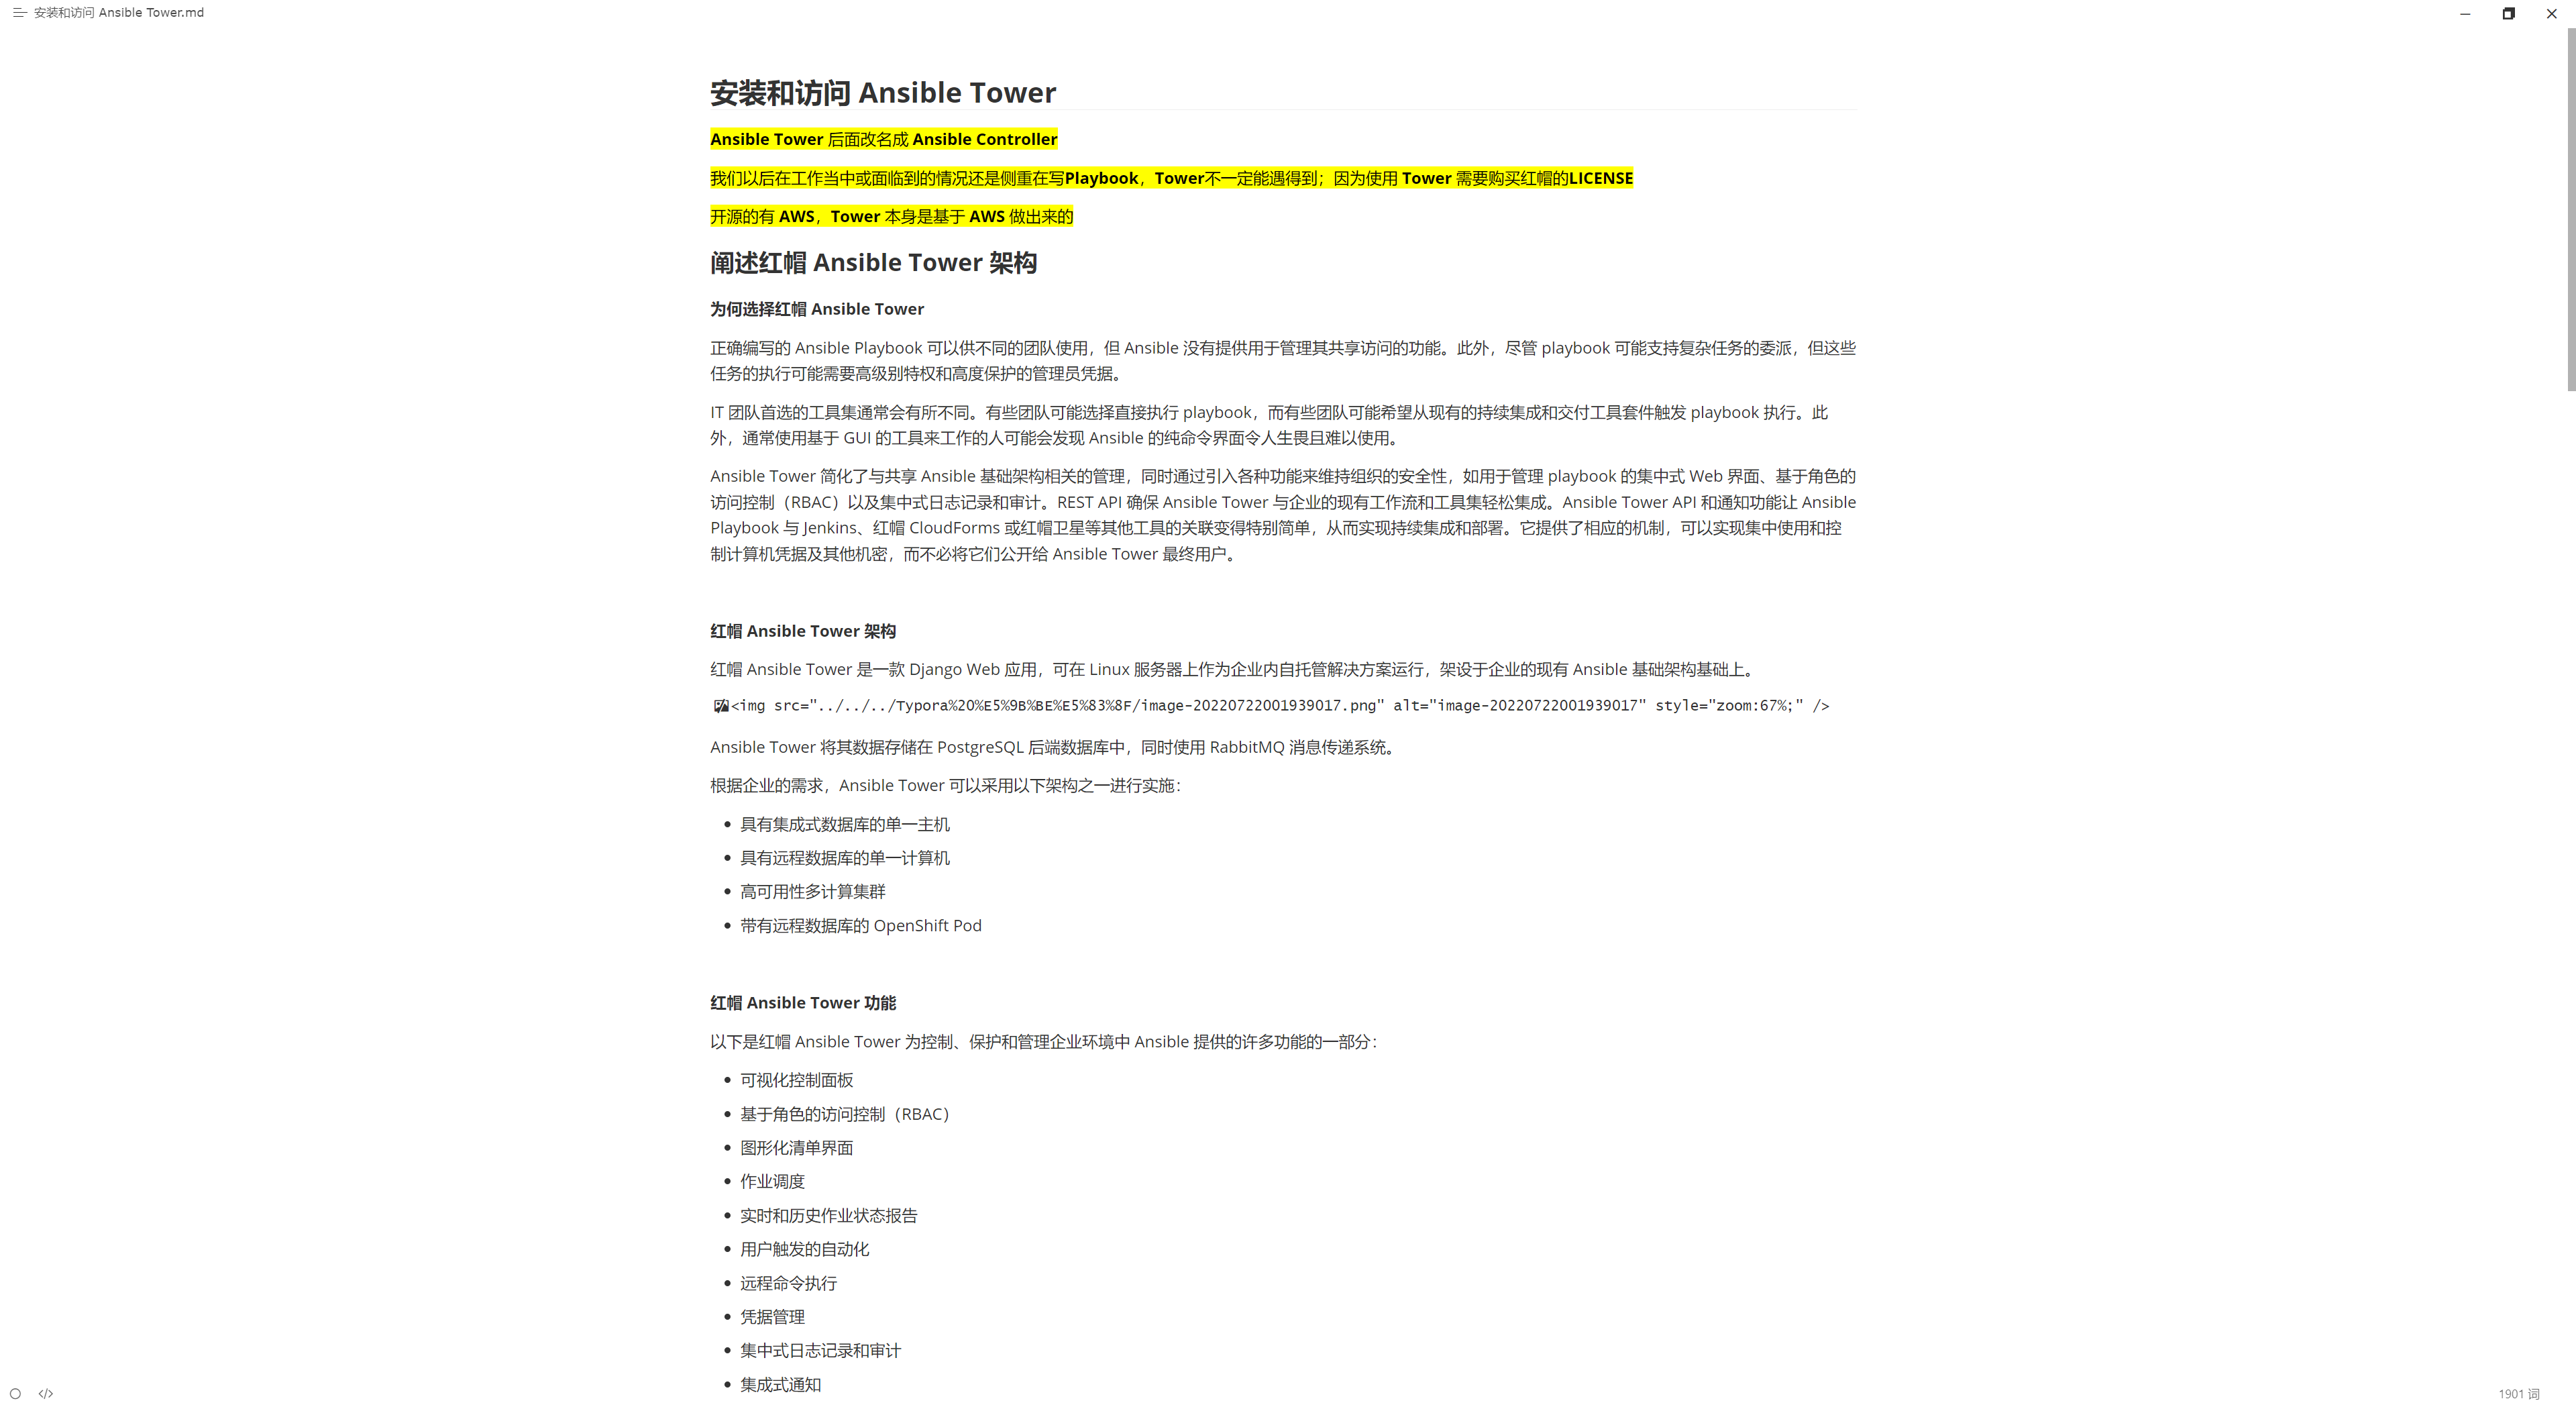 安装和访问 Ansible Tower.md
安装和访问 Ansible Tower
Ansible Tower 后面改名成 Ansible Controller
我们以后在工作当中或面临到的情况还是侧重在写Playbook，Tower不一定能遇得到；因为使用 Tower 需要购买红帽的LICENSE
开源的有 AWS，Tower 本身是基于 AWS 做出来的
阐述红帽 Ansible Tower 架构
为何选择红帽 Ansible Tower
正确编写的 Ansible Playbook 可以供不同的团队使用，但 Ansible 没有提供用于管理其共享访问的功能。此外，尽管 playbook 可能支持复杂任务的委派，但这些
任务的执行可能需要高级别特权和高度保护的管理员凭据。
IT 团队首选的工具集通常会有所不同。有些团队可能选择直接执行 playbook，而有些团队可能希望从现有的持续集成和交付工具套件触发 playbook 执行。此
外，通常使用基于 GUI 的工具来工作的人可能会发现 Ansible 的纯命令界面令人生畏且难以使用。
Ansible Tower 简化了与共享 Ansible 基础架构相关的管理，同时通过引入各种功能来维持组织的安全性，如用于管理 playbook 的集中式 Web 界面、基于角色的
访问控制（RBAC）以及集中式日志记录和审计。REST API 确保 Ansible Tower 与企业的现有工作流和工具集轻松集成。Ansible Tower API 和通知功能让 Ansible
Playbook 与 Jenkins、红帽 CloudForms 或红帽卫星等其他工具的关联变得特别简单，从而实现持续集成和部署。它提供了相应的机制，可以实现集中使用和控
制计算机凭据及其他机密，而不必将它们公开给 Ansible Tower 最终用户。
红帽 Ansible Tower 架构
红帽 Ansible Tower 是一款 Django Web 应用，可在 Linux 服务器上作为企业内自托管解决方案运行，架设于企业的现有 Ansible 基础架构基础上。
<img src="../../../Typora%20%E5%9B%BE%E5%83%8F/image-20220722001939017.png" alt="image-20220722001939017" style="zoom:67%;" />
Ansible Tower 将其数据存储在 PostgreSQL 后端数据库中，同时使用 RabbitMQ 消息传递系统。
根据企业的需求，Ansible Tower 可以采用以下架构之一进行实施：
具有集成式数据库的单一主机
具有远程数据库的单一计算机
高可用性多计算集群
带有远程数据库的 OpenShift Pod
红帽 Ansible Tower 功能
以下是红帽 Ansible Tower 为控制、保护和管理企业环境中 Ansible 提供的许多功能的一部分：
可视化控制面板
基于角色的访问控制（RBAC）
图形化清单界面
作业调度
实时和历史作业状态报告
用户触发的自动化
远程命令执行
凭据管理
集中式日志记录和审计
集成式通知
1901 词